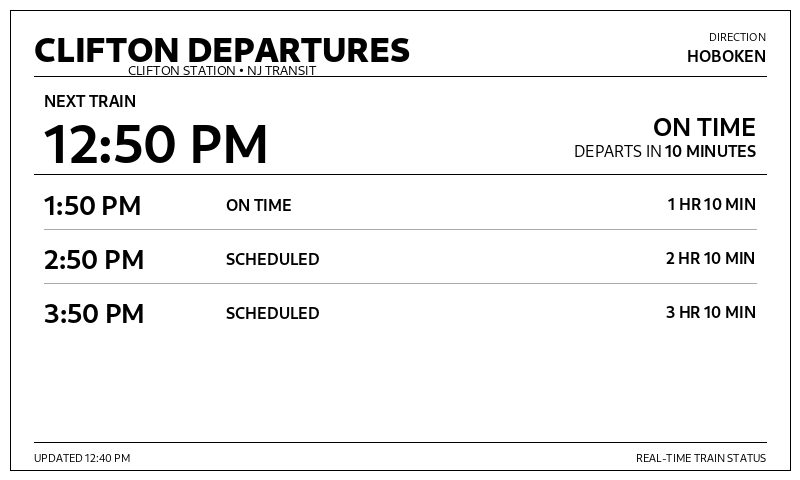 CLIFTON DEPARTURES
CLIFTON STATION • NJ TRANSIT
DIRECTION
HOBOKEN
NEXT TRAIN
12:50 PM
ON TIME
DEPARTS IN 10 MINUTES
1:50 PM ON TIME 1 HR 10 MIN
2:50 PM SCHEDULED 2 HR 10 MIN
3:50 PM SCHEDULED 3 HR 10 MIN
UPDATED 12:40 PM REAL-TIME TRAIN STATUS